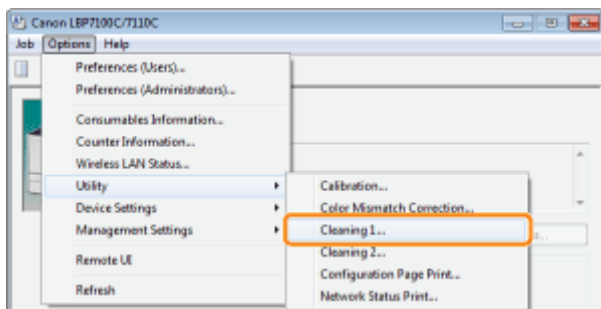 Canon LBP7100C/7110C
Job Options Help
Preferences (Users)...
Preferences (Administrators)...
Consumables Information...
Counter Information...
Wireless LAN Status...
Utility
Device Settings
Management Settings
Remote UI
Refresh
Calibration...
Color Mismatch Correction...
Cleaning 1...
Cleaning 2...
Configuration Page Print...
Network Status Print...